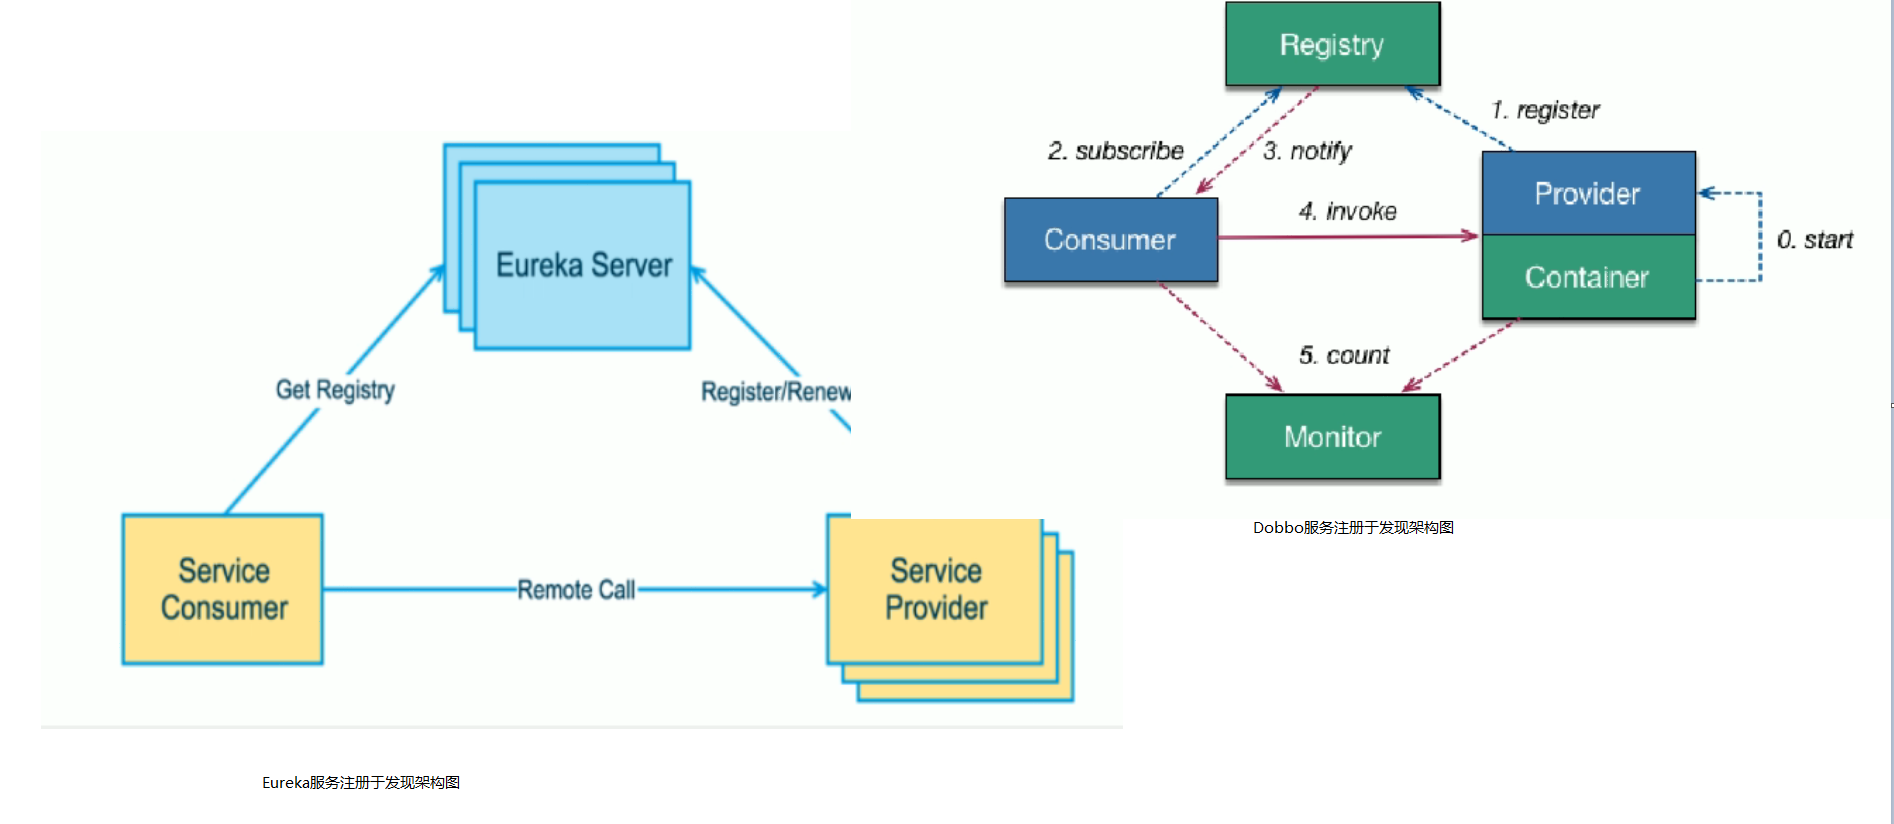 Eureka Server
Get Registry
Register/Renew
Service
Consumer
Remote Call
Service
Provider
Eureka服务注册于发现架构图
Registry
1. register
2. subscribe
3. notify
Provider
4. invoke
Consumer
0. start
Container
5. count
Monitor
Dobbo服务注册于发现架构图